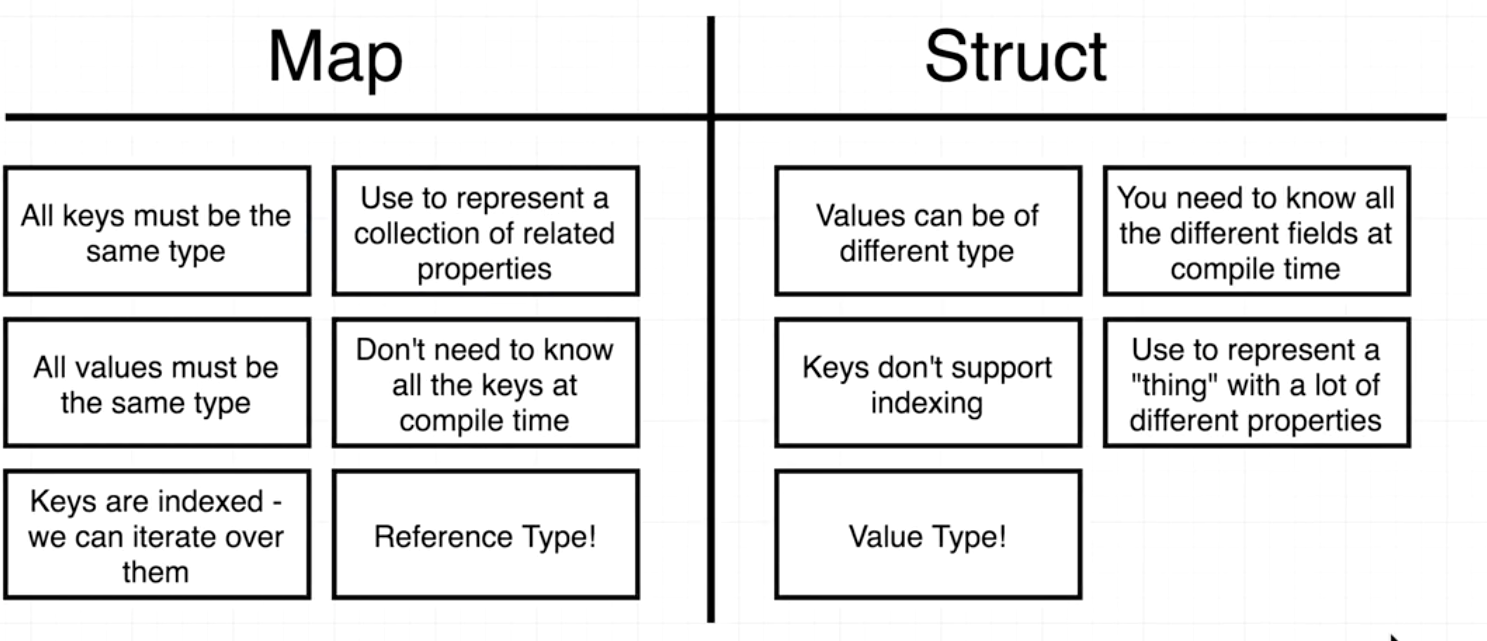 Map
Struct
All keys must be the
same type
Use to represent a
collection of related
properties
Values can be of
different type
You need to know all
the different fields at
compile time
All values must be
the same type
Don't need to know
all the keys at
compile time
Keys don't support
indexing
Use to represent a
"thing" with a lot of
different properties
Keys are indexed -
we can iterate over
them
Reference Type!
Value Type!